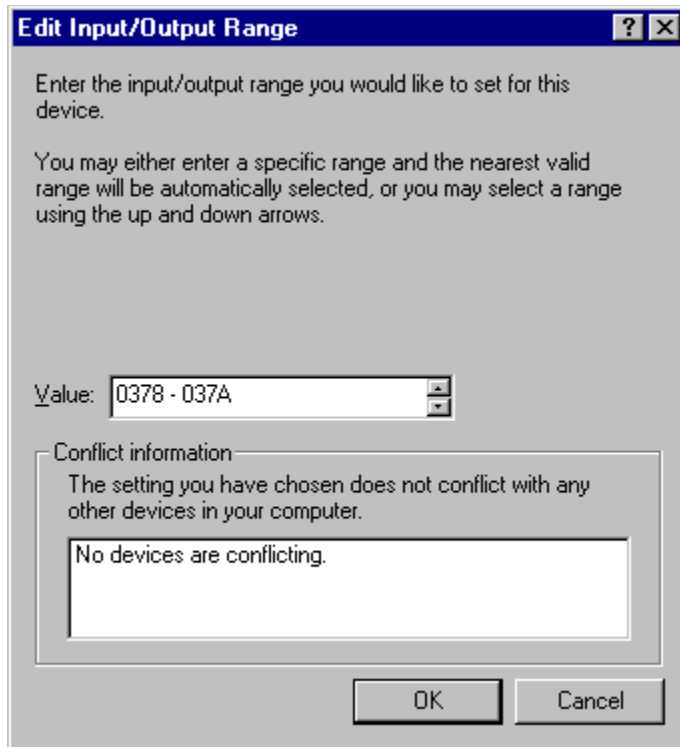 Edit Input/Output Range
Enter the input/output range you would like to set for this
device.
You may either enter a specific range and the nearest valid
range will be automatically selected, or you may select a range
using the up and down arrows.
Value: 0378 - 037A
Conflict information
The setting you have chosen does not conflict with any
other devices in your computer.
No devices are conflicting.
OK Cancel